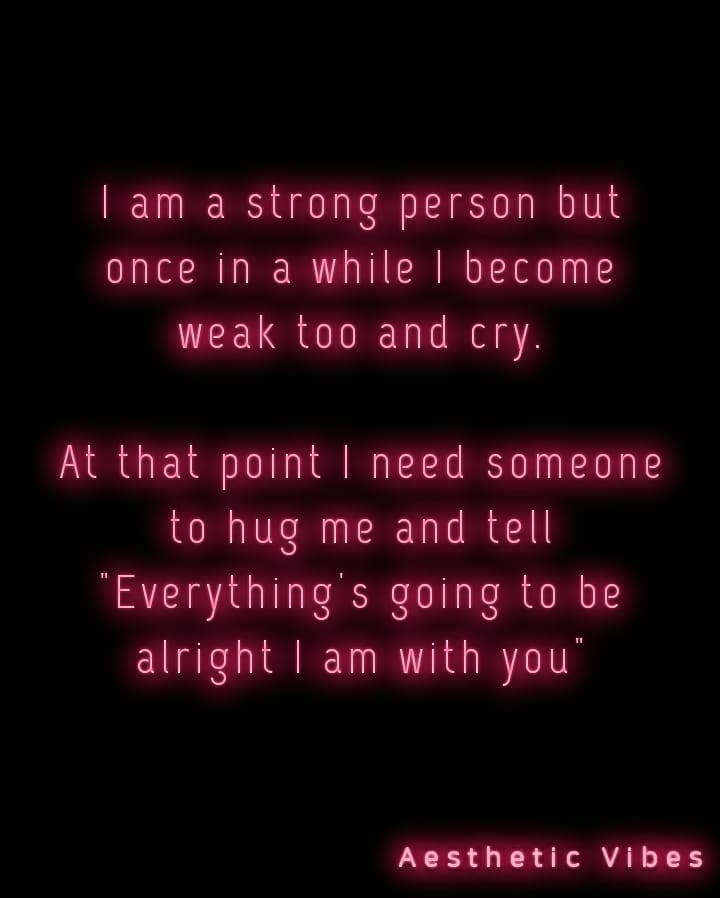 I am a strong person but
once in a while I become
weak too and cry.
At that point I need someone
to hug me and tell
"Everything's going to be
alright I am with you"
Aesthetic Vibes